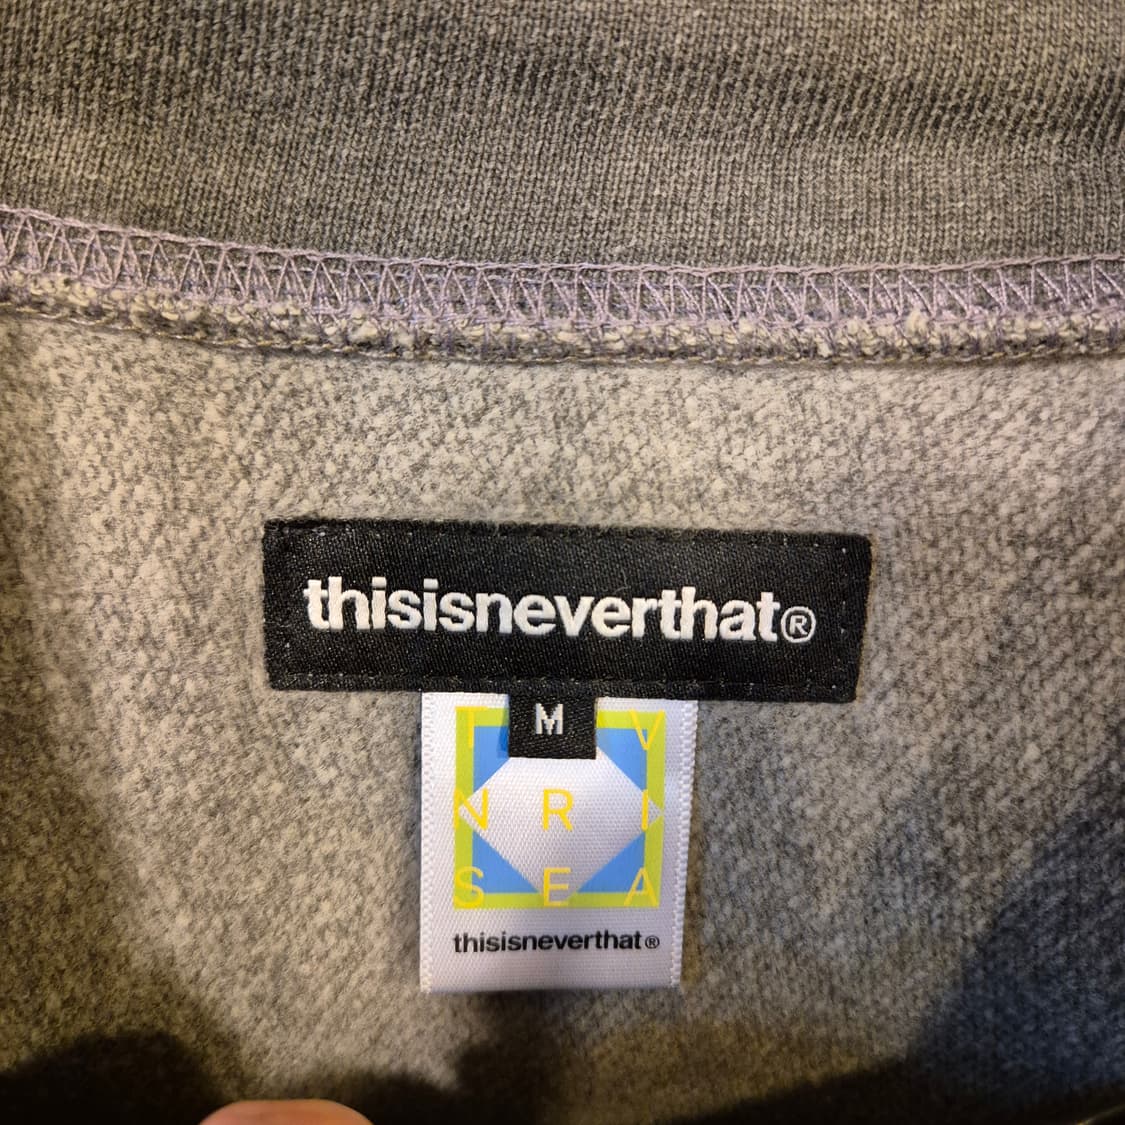 thisisneverthat®
M
T V
N R I
S E A
thisisneverthat®